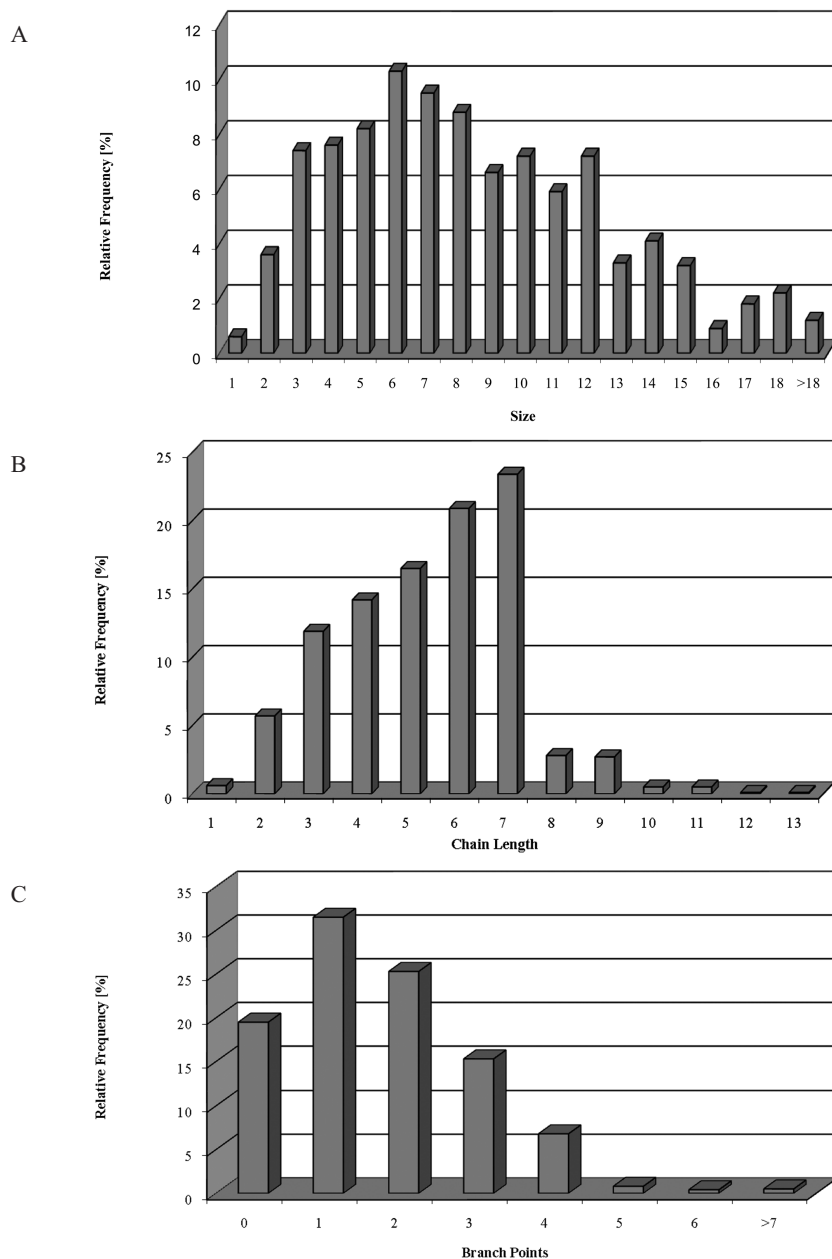 A
Relative Frequency [%]
12
10
8
6
4
2
0
1 2 3 4 5 6 7 8 9 10 11 12 13 14 15 16 17 18 >18
Size
B
Relative Frequency [%]
25
20
15
10
5
0
1 2 3 4 5 6 7 8 9 10 11 12 13
Chain Length
C
Relative Frequency [%]
35
30
25
20
15
10
5
0
0 1 2 3 4 5 6 >7
Branch Points